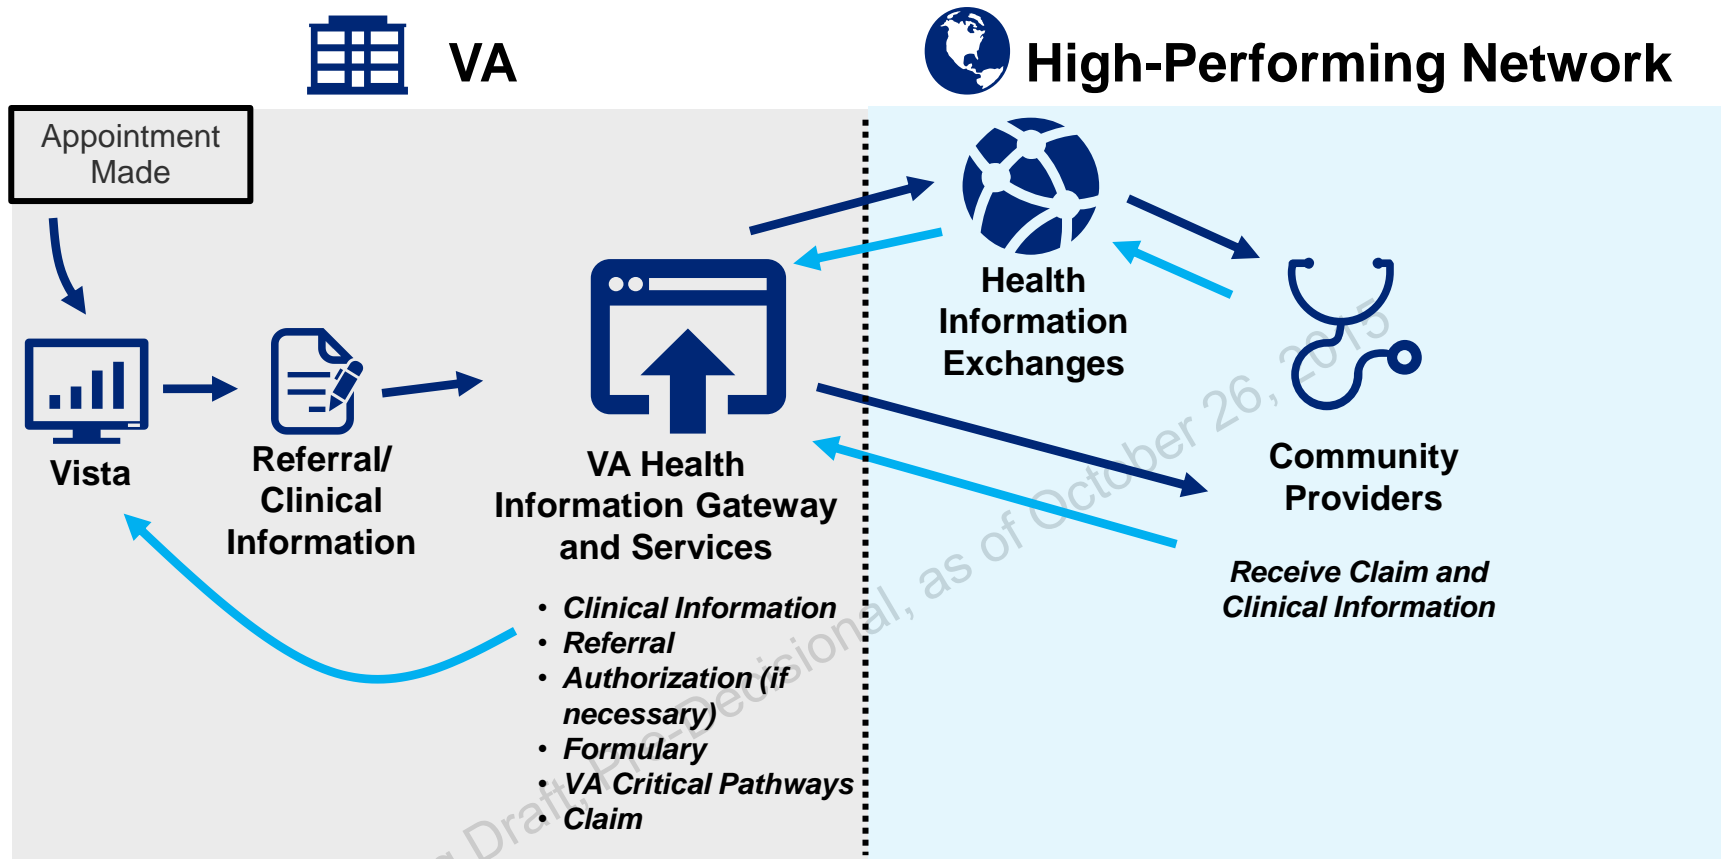 VA
High-Performing Network
Appointment
Made
Vista
Referral/
Clinical
Information
VA Health
Information Gateway
and Services
• Clinical Information
• Referral
• Authorization (if
necessary)
• Formulary
• VA Critical Pathways
• Claim
Health
Information
Exchanges
Community
Providers
Receive Claim and
Clinical Information
Draft, Pre-Decisional, as of October 26, 2015